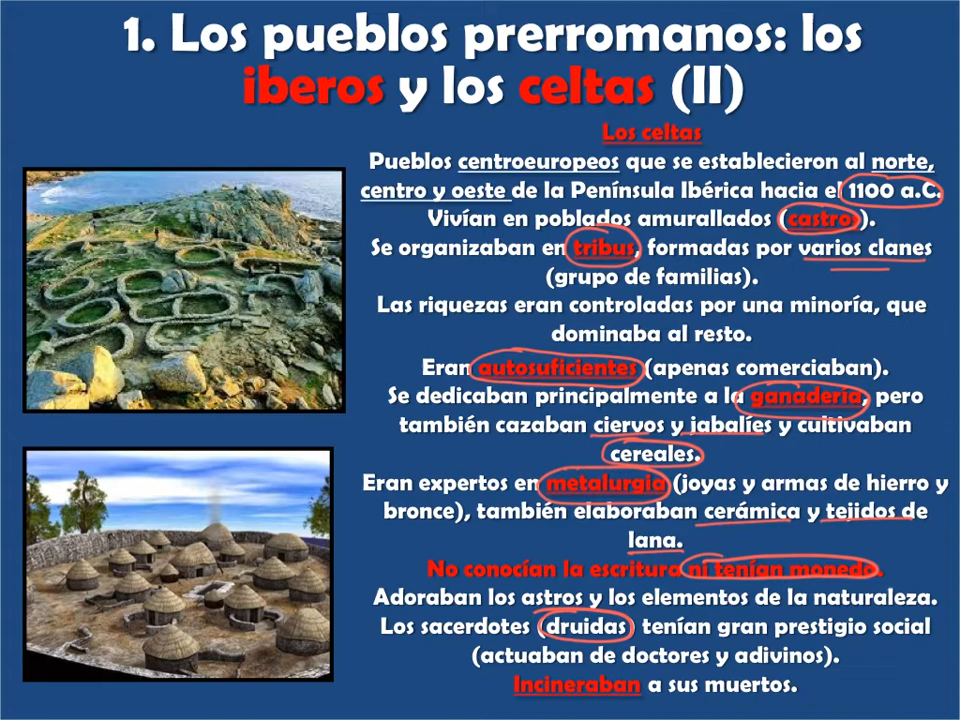 1. Los pueblos prerromanos: los
iberos y los celtas (II)
Los celtas
Pueblos centroeuropeos que se establecieron al norte,
centro y oeste de la Península Ibérica hacia el 1100 a.C.
Vivían en poblados amurallados (castros).
Se organizaban en tribus, formadas por varios clanes
(grupo de familias).
Las riquezas eran controladas por una minoría, que
dominaba al resto.
Eran autosuficientes (apenas comerciaban).
Se dedicaban principalmente a la ganadería, pero
también cazaban ciervos y jabalíes y cultivaban
cereales.
Eran expertos en metalurgia (joyas y armas de hierro y
bronce), también elaboraban cerámica y tejidos de
lana.
No conocían la escritura ni tenían moneda.
Adoraban los astros y los elementos de la naturaleza.
Los sacerdotes (druidas) tenían gran prestigio social
(actuaban de doctores y adivinos).
Incineraban a sus muertos.